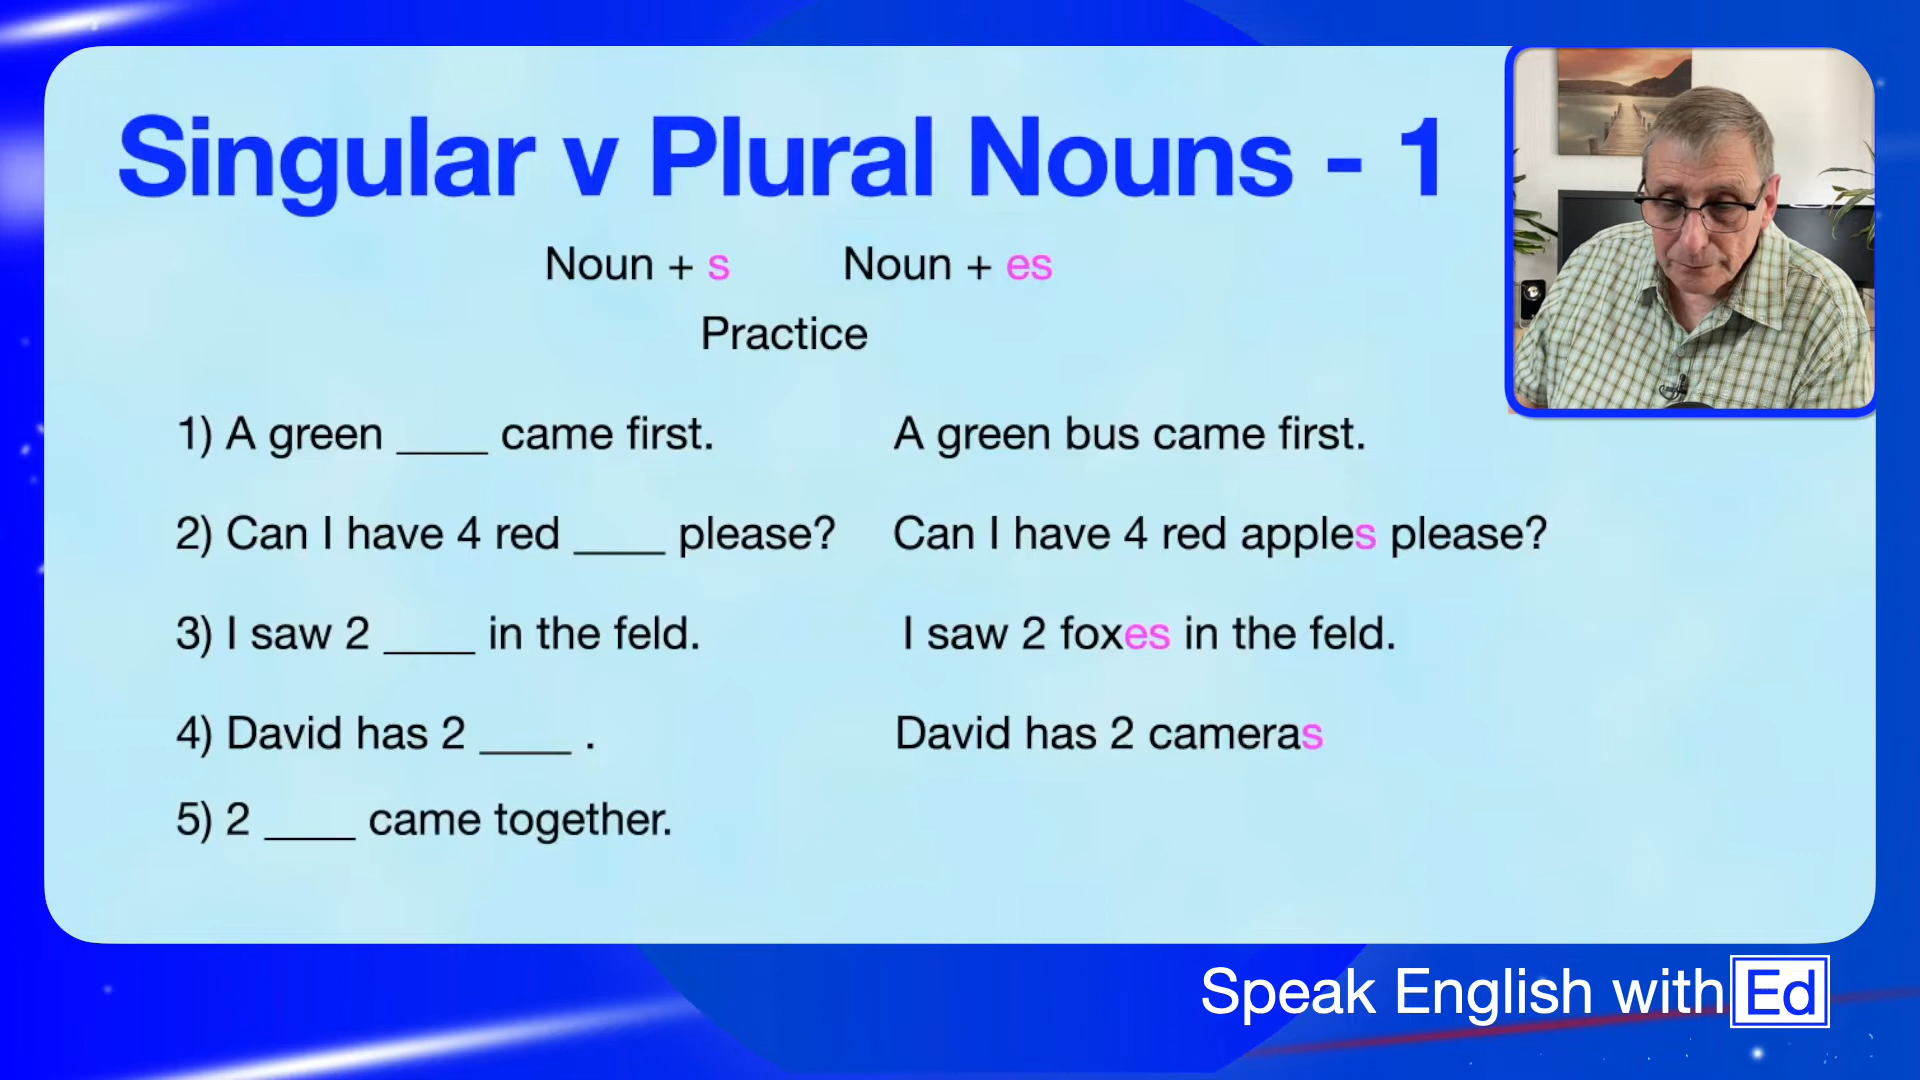 Singular v Plural Nouns - 1
Noun + s Noun + es
Practice
1) A green ____ came first. A green bus came first.
2) Can I have 4 red ____ please? Can I have 4 red apples please?
3) I saw 2 ____ in the feld. I saw 2 foxes in the feld.
4) David has 2 ____ . David has 2 cameras
5) 2 ____ came together.
Speak English with Ed